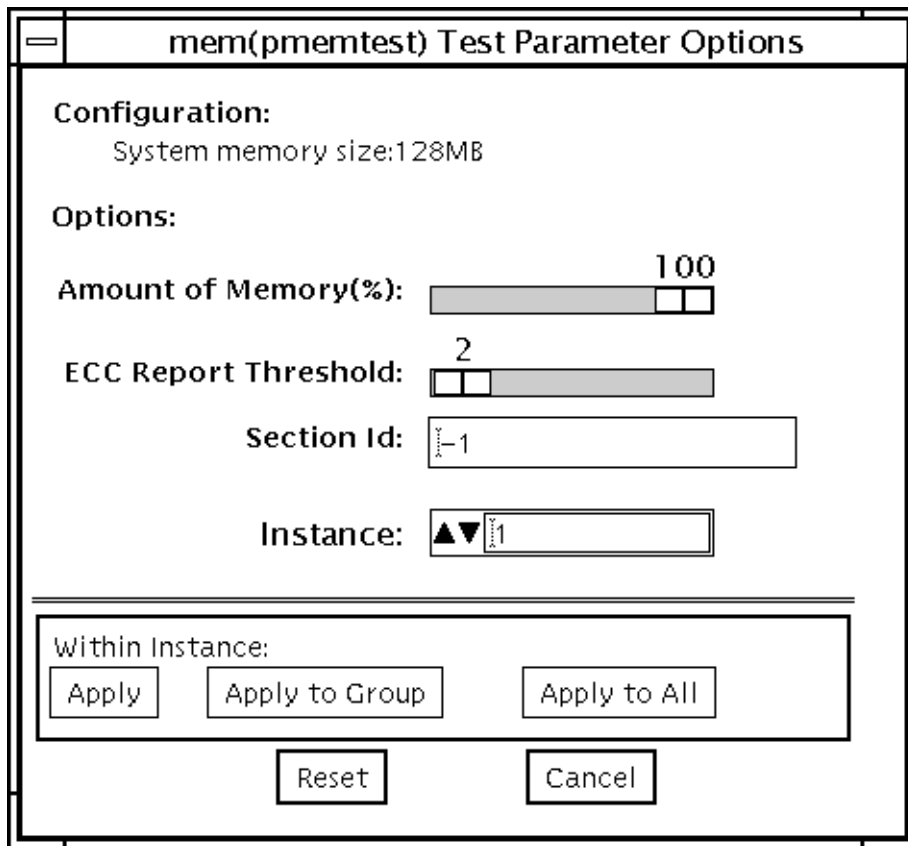 mem(pmemtest) Test Parameter Options
Configuration:
System memory size:128MB
Options:
100
Amount of Memory(%):
2
ECC Report Threshold:
Section Id: -1
Instance: 1
Within Instance:
Apply Apply to Group Apply to All
Reset Cancel